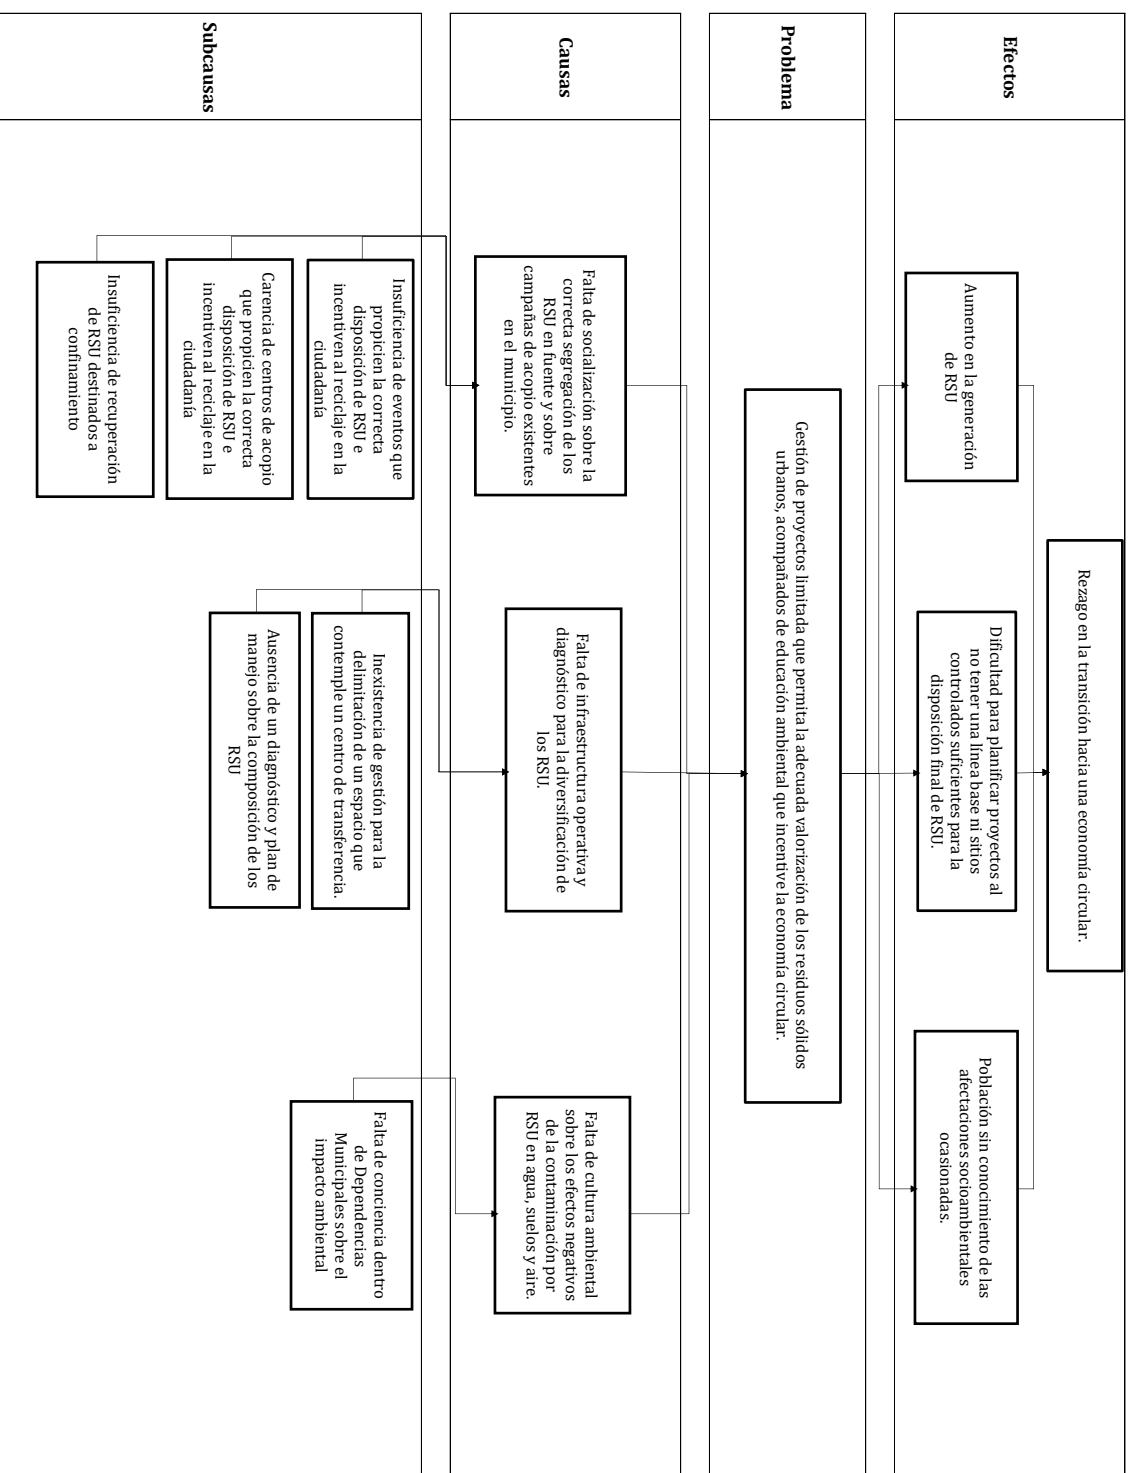 Efectos
Rezago en la transición hacia una economía circular.
Aumento en la generación
de RSU
Dificultad para planificar proyectos al
no tener una línea base ni sitios
controlados suficientes para la
disposición final de RSU.
Población sin conocimiento de las
afectaciones socioambientales
ocasionadas.
Problema
Gestión de proyectos limitada que permita la adecuada valorización de los residuos sólidos
urbanos, acompañados de educación ambiental que incentive la economía circular.
Causas
Falta de socialización sobre la
correcta segregación de los
RSU en fuente y sobre
campañas de acopio existentes
en el municipio.
Falta de infraestructura operativa y
diagnóstico para la diversificación de
los RSU.
Falta de cultura ambiental
sobre los efectos negativos
de la contaminación por
RSU en agua, suelos y aire.
Subcausas
Insuficiencia de eventos que
propicien la correcta
disposición de RSU e
incentiven al reciclaje en la
ciudadanía
Carencia de centros de acopio
que propicien la correcta
disposición de RSU e
incentiven al reciclaje en la
ciudadanía
Insuficiencia de recuperación
de RSU destinados a
confinamiento
Inexistencia de gestión para la
delimitación de un espacio que
contemple un centro de transferencia.
Ausencia de un diagnóstico y plan de
manejo sobre la composición de los
RSU
Falta de conciencia dentro
de Dependencias
Municipales sobre el
impacto ambiental